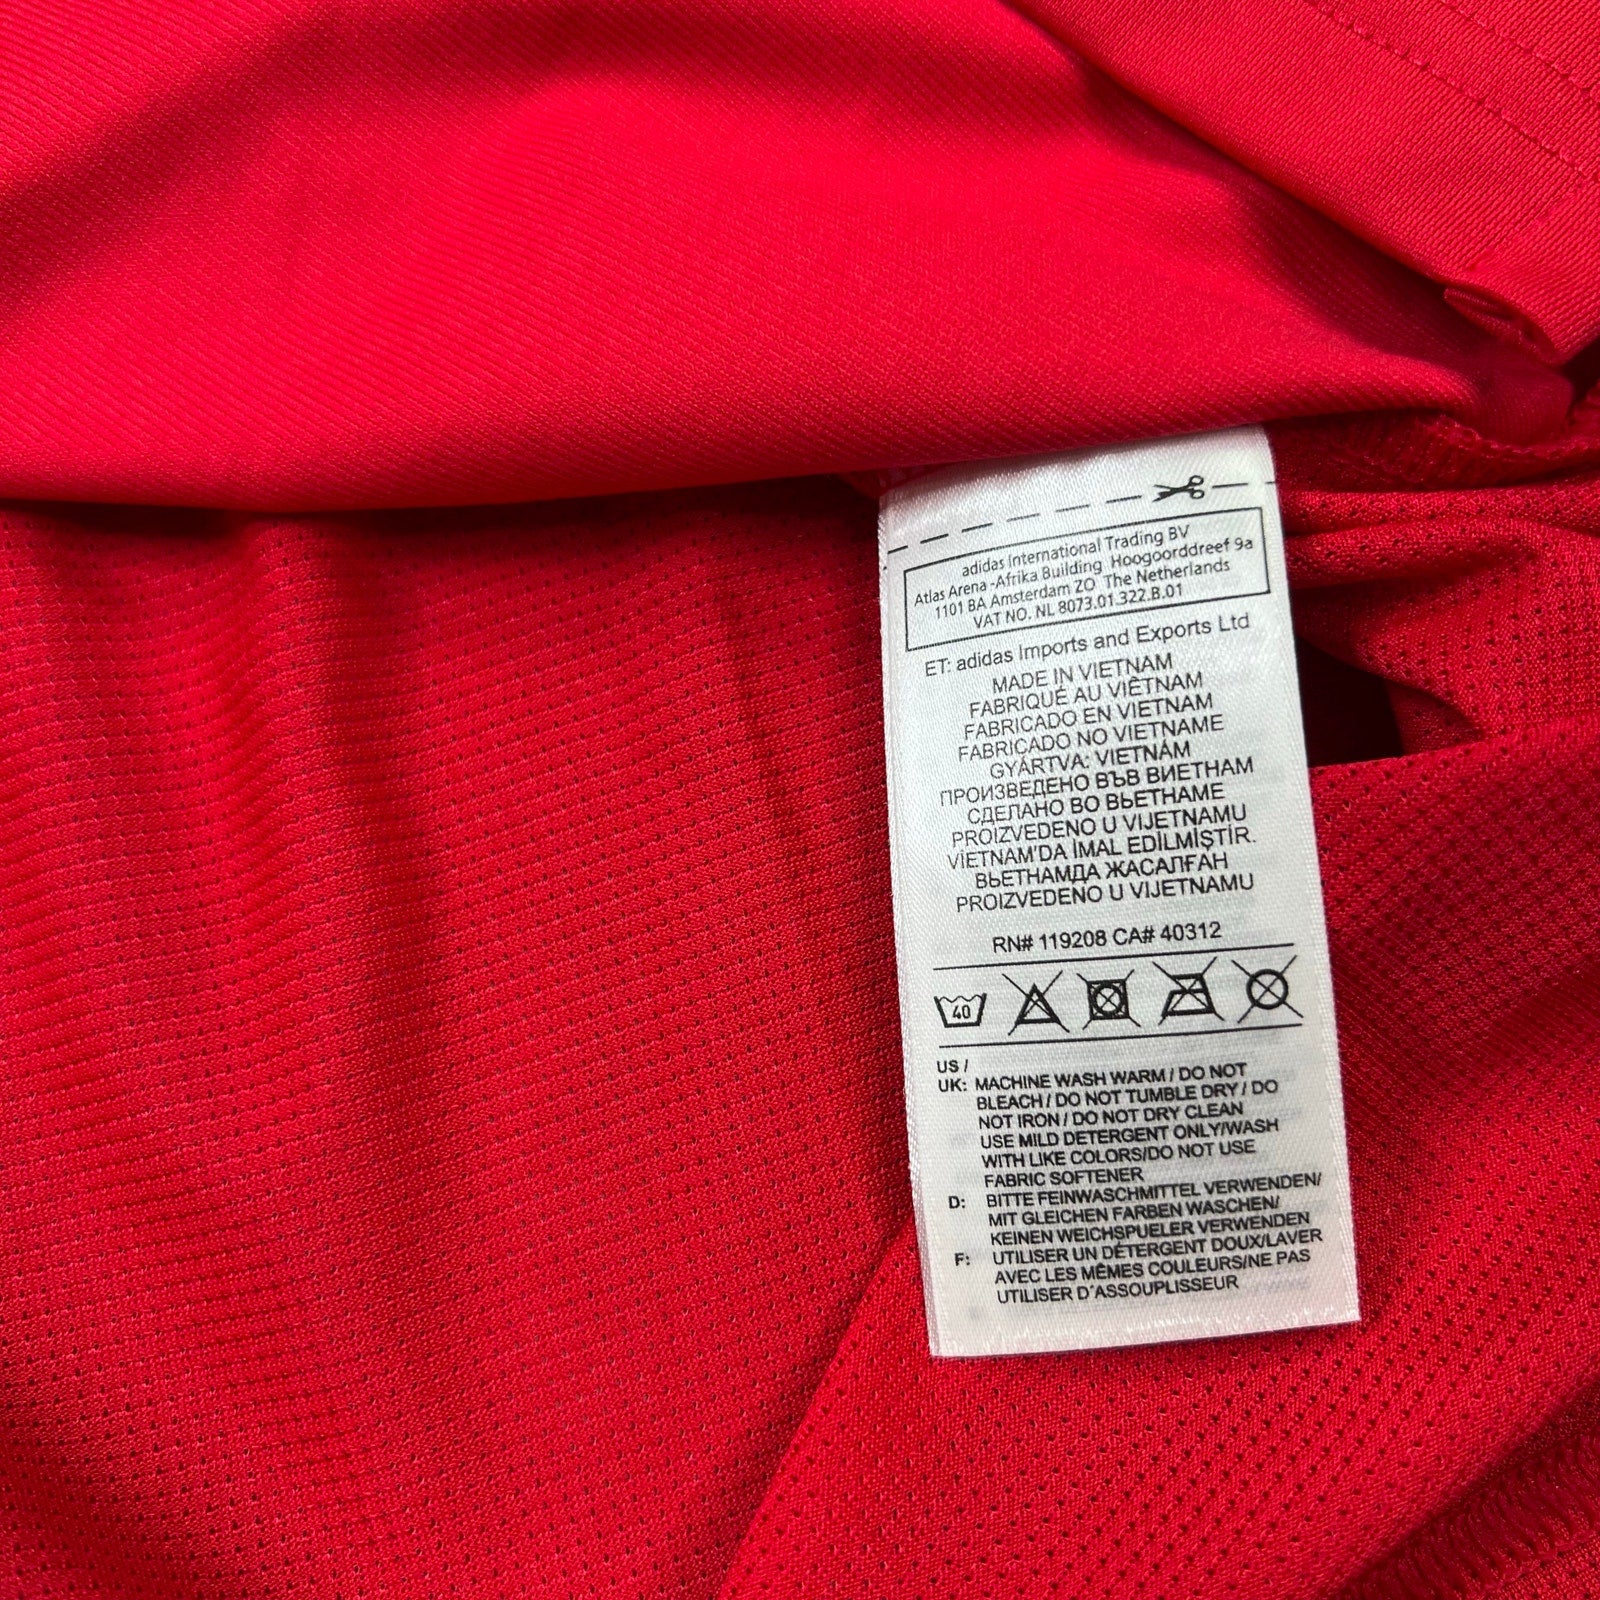 adidas International Trading BV
Atlas Arena -Afrika Building Hoogoorddreef 9a
1101 BA Amsterdam ZO The Netherlands
VAT NO. NL 8073.01.322.B.01
ET: adidas Imports and Exports Ltd
MADE IN VIETNAM
FABRIQUÉ AU VIÊTNAM
FABRICADO EN VIETNAM
FABRICADO NO VIETNAME
GYÁRTVA: VIETNÁM
ПРОИЗВЕДЕНО ВЪВ ВИЕТНАМ
СДЕЛАНО ВО ВЬЕТНАМЕ
PROIZVEDENO U VIJETNAMU
VİETNAM'DA İMAL EDİLMİŞTİR.
ВЬЕТНАМДА ЖАСАЛҒАН
PROIZVEDENO U VIJETNAMU
RN# 119208 CA# 40312
40
US /
UK: MACHINE WASH WARM / DO NOT
BLEACH / DO NOT TUMBLE DRY / DO
NOT IRON / DO NOT DRY CLEAN
USE MILD DETERGENT ONLY/WASH
WITH LIKE COLORS/DO NOT USE
FABRIC SOFTENER
D: BITTE FEINWASCHMITTEL VERWENDEN/
MIT GLEICHEN FARBEN WASCHEN/
KEINEN WEICHSPUELER VERWENDEN
F: UTILISER UN DÉTERGENT DOUX/LAVER
AVEC LES MÊMES COULEURS/NE PAS
UTILISER D'ASSOUPLISSEUR